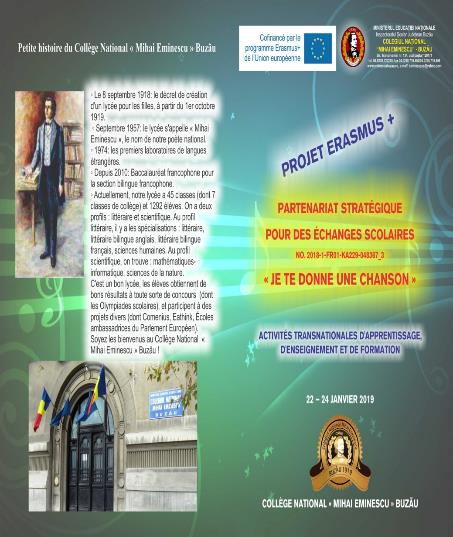 Petite histoire du Collège National « Mihai Eminescu » Buzău
◦ Le 8 septembre 1918: le décret de création
d'un lycée pour les filles, à partir du 1er octobre
1919.
◦ Septembre 1957: le lycée s'appelle « Mihai
Eminescu », le nom de notre poète national.
◦ 1974: les premiers laboratoires de langues
étrangères.
◦ Depuis 2010: Baccalauréat francophone pour
la section bilingue francophone.
◦ Actuellement, notre lycée a 45 classes (dont 7
classes de collège) et 1292 élèves. On a deux
profils : littéraire et scientifique. Au profil
littéraire, il y a les spécialisations : littéraire,
littéraire bilingue anglais, littéraire bilingue
français, sciences humaines. Au profil
scientifique, on trouve : mathématiques-
informatique, sciences de la nature.
C'est un bon lycée, les élèves obtiennent de
bons résultats à toute sorte de concours (dont
les Olympiades scolaires), et participent à des
projets divers (dont Comenius, Eathink, Écoles
ambassadrices du Parlement Européen).
Soyez les bienvenus au Collège National «
Mihai Eminescu » Buzău !
COLEGIUL NATIONAL
MIHAI EMINESCU
BUZĂU
Cofinancé par le
programme Erasmus+
de l'Union européenne
MINISTERUL EDUCAȚIEI NAȚIONALE
Inspectoratul Școlar Județean Buzău
COLEGIUL NAȚIONAL
"MIHAI EMINESCU" - BUZĂU
PROJET ERASMUS +
PARTENARIAT STRATÉGIQUE
POUR DES ÉCHANGES SCOLAIRES
NO. 2018-1-FR01-KA229-048387_3
« JE TE DONNE UNE CHANSON »
ACTIVITÉS TRANSNATIONALES D'APPRENTISSAGE,
D'ENSEIGNEMENT ET DE FORMATION
22 – 24 JANVIER 2019
BUZĂU 1919
COLLÈGE NATIONAL « MIHAI EMINESCU » BUZĂU